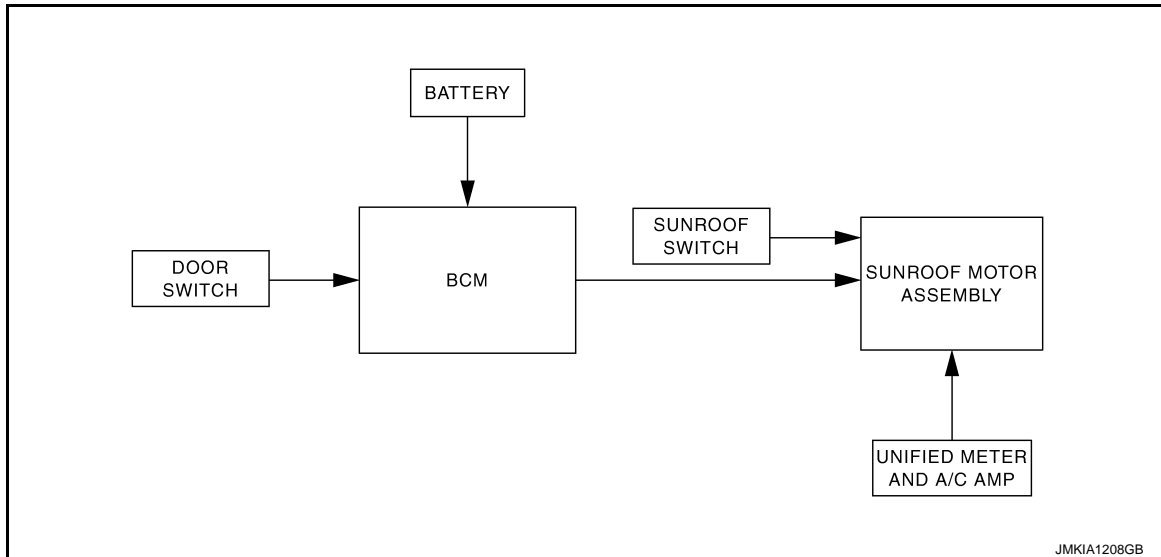 BATTERY
DOOR
SWITCH
BCM
SUNROOF
SWITCH
SUNROOF MOTOR
ASSEMBLY
UNIFIED METER
AND A/C AMP
JMKIA1208GB